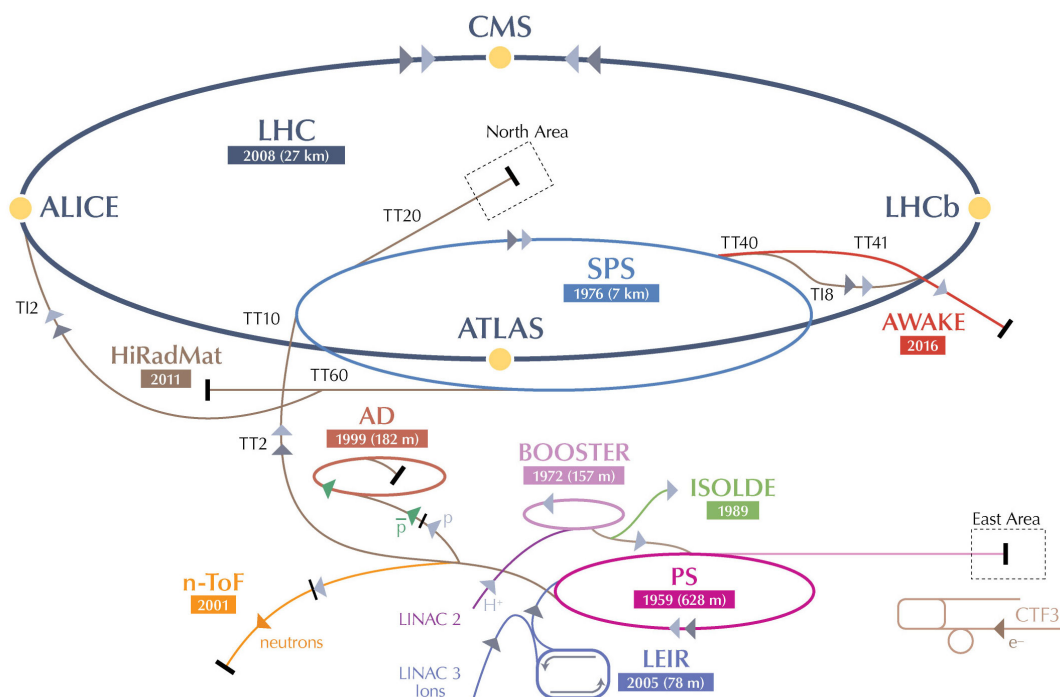 CMS
LHC
2008 (27 km)
North Area
ALICE
TT20
LHCb
TT40
TT41
SPS
1976 (7 km)
TI2
TT10
TI8
ATLAS
AWAKE
2016
HiRadMat
2011
TT60
AD
1999 (182 m)
TT2
BOOSTER
1972 (157 m)
ISOLDE
1989
p̅
p
East Area
n-ToF
2001
PS
1959 (628 m)
LINAC 2
H⁺
neutrons
CTF3
e⁻
LINAC 3
Ions
LEIR
2005 (78 m)